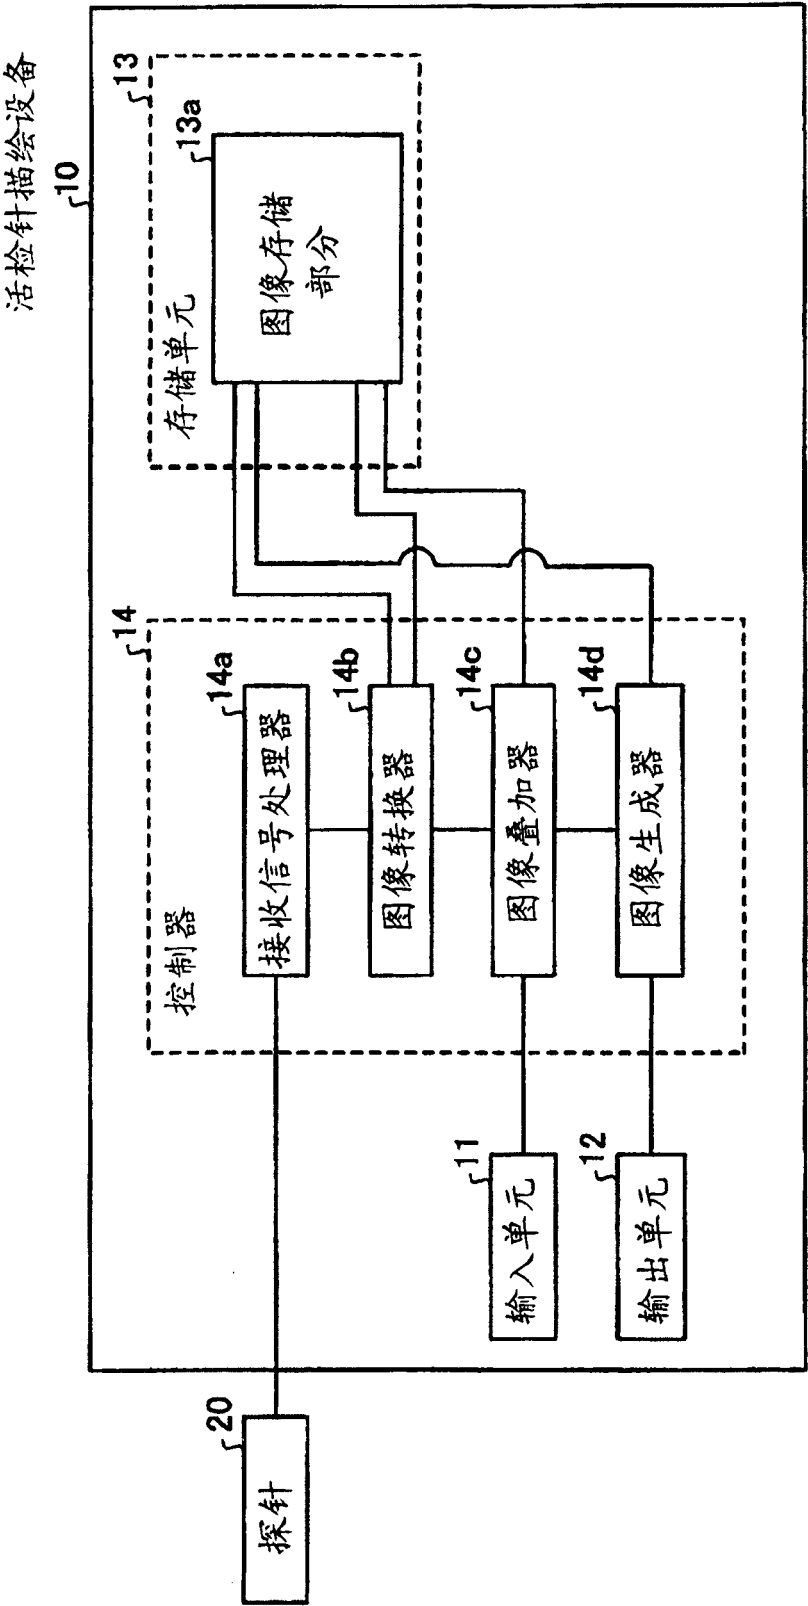 活检针描绘设备
10
探针
20
控制器
14
接收信号处理器
14a
图像转换器
14b
图像叠加器
14c
图像生成器
14d
输入单元
11
输出单元
12
存储单元
13
图像存储
部分
13a